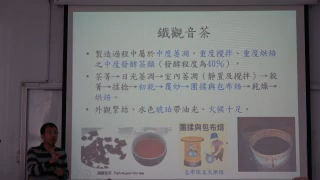 鐵觀音茶
•製造過程中屬於中度萎凋、重度攪拌、重度烘焙
之中度發酵茶類（發酵程度為40%）。
•茶菁→日光萎凋→室內萎凋（靜置及攪拌）→殺
菁→揉捻→初乾→覆炒→團揉與包布焙→乾燥→
烘焙。
•外觀緊結、水色琥珀帶油光，火候十足。
團揉與包布焙